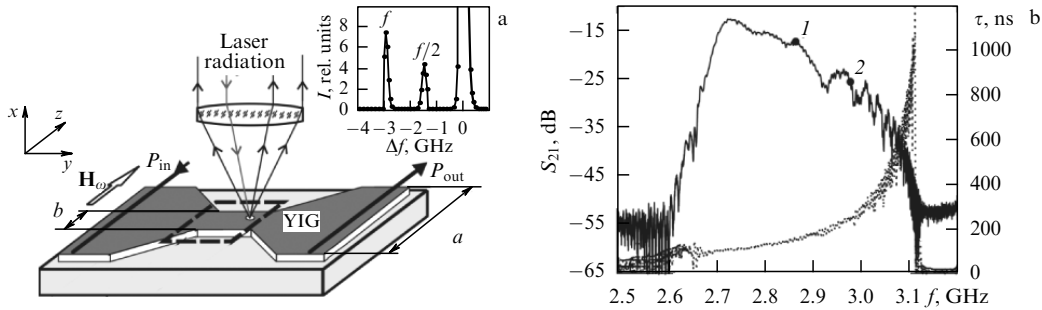 a
I, rel. units
8
6
4
2
0
f
f/2
−4 −3 −2 −1 0
Δf, GHz
Laser
radiation
x
z
y
P_in
H_ω
b
P_out
YIG
a
b
S_21, dB
−5
−15
−25
−35
−45
−55
−65
1
2
τ, ns
1000
800
600
400
200
0
2.5 2.6 2.7 2.8 2.9 3.0 3.1 f, GHz